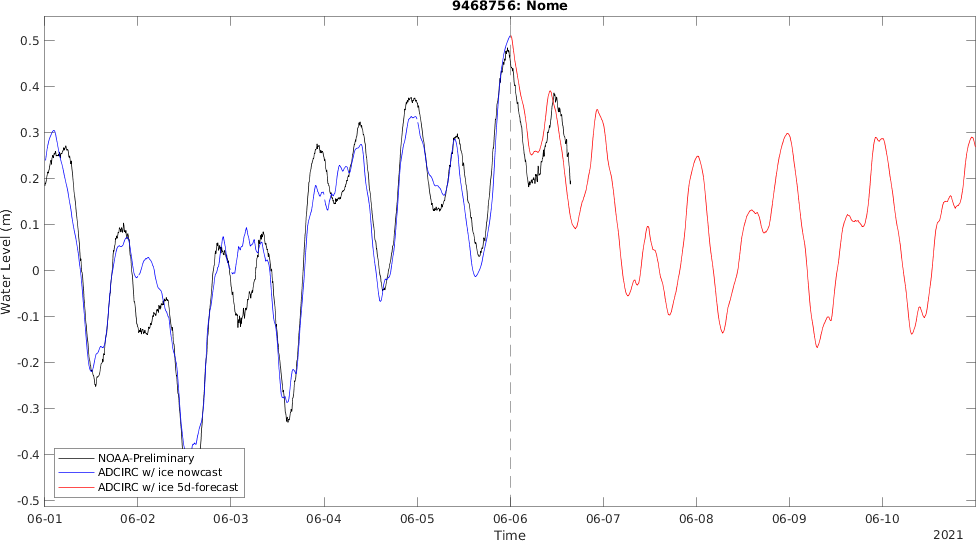 9468756: Nome
Water Level (m)
0.5
0.4
0.3
0.2
0.1
0
-0.1
-0.2
-0.3
-0.4
-0.5
NOAA-Preliminary
ADCIRC w/ ice nowcast
ADCIRC w/ ice 5d-forecast
06-01 06-02 06-03 06-04 06-05 06-06 06-07 06-08 06-09 06-10
Time
2021